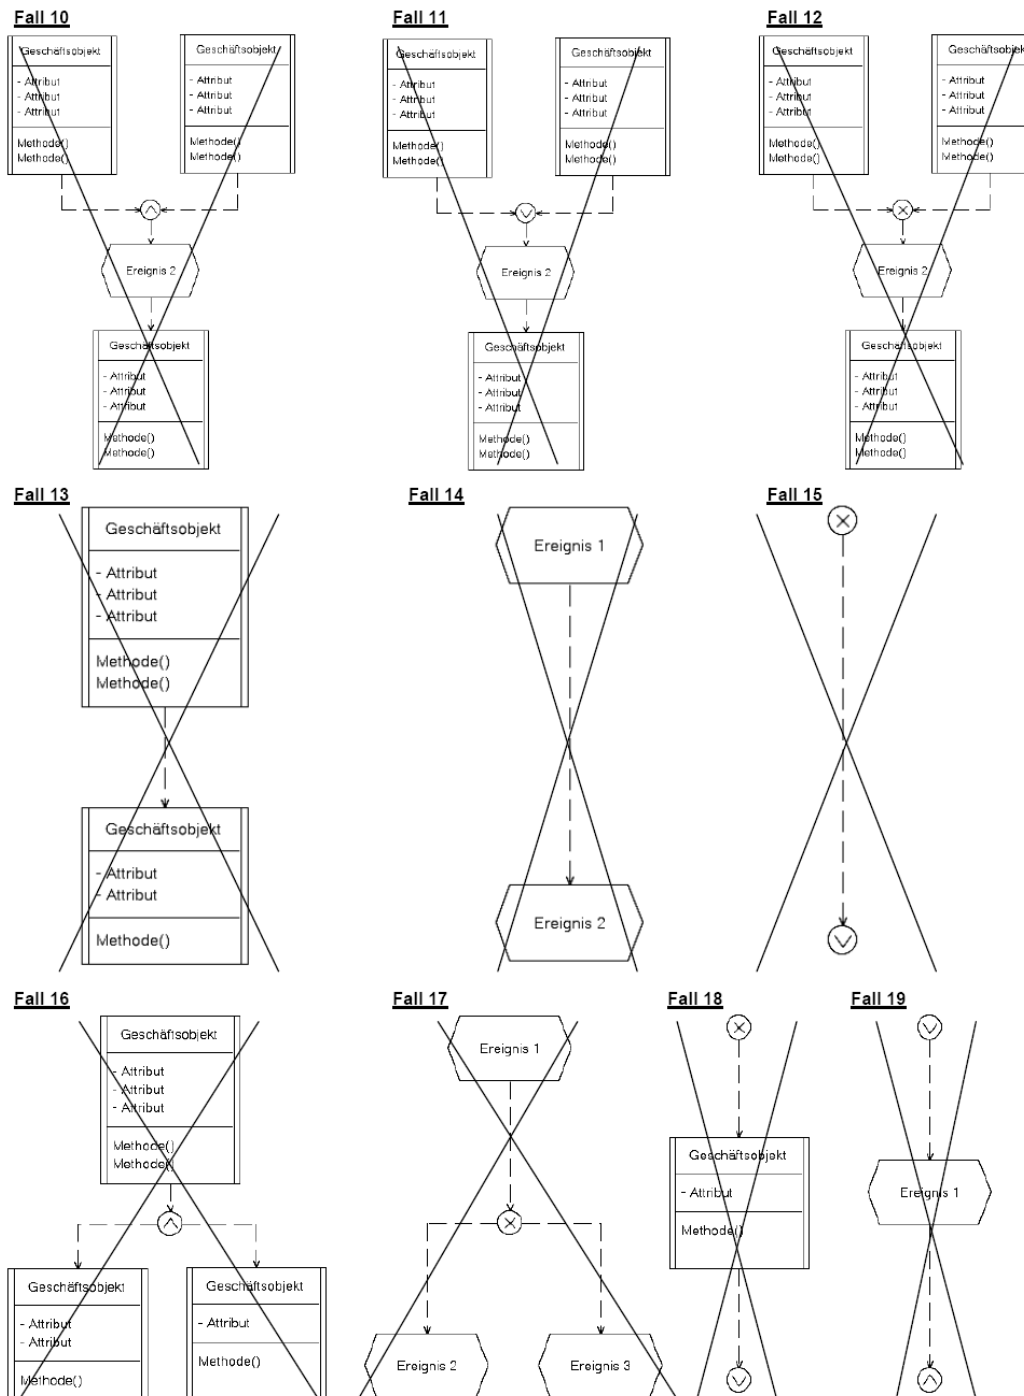 Fall 10
Geschäftsobjekt
- Attribut
- Attribut
- Attribut
Methode()
Methode()
Geschäftsobjekt
- Attribut
- Attribut
- Attribut
Methode()
Methode()
Ereignis 2
Geschäftsobjekt
- Attribut
- Attribut
- Attribut
Methode()
Methode()
Fall 11
Geschäftsobjekt
- Attribut
- Attribut
- Attribut
Methode()
Methode()
Geschäftsobjekt
- Attribut
- Attribut
- Attribut
Methode()
Methode()
Ereignis 2
Geschäftsobjekt
- Attribut
- Attribut
- Attribut
Methode()
Methode()
Fall 12
Geschäftsobjekt
- Attribut
- Attribut
- Attribut
Methode()
Methode()
Geschäftsobjekt
- Attribut
- Attribut
- Attribut
Methode()
Methode()
Ereignis 2
Geschäftsobjekt
- Attribut
- Attribut
- Attribut
Methode()
Methode()
Fall 13
Geschäftsobjekt
- Attribut
- Attribut
- Attribut
Methode()
Methode()
Geschäftsobjekt
- Attribut
- Attribut
Methode()
Fall 14
Ereignis 1
Ereignis 2
Fall 15
Fall 16
Geschäftsobjekt
- Attribut
- Attribut
- Attribut
Methode()
Methode()
Geschäftsobjekt
- Attribut
- Attribut
Methode()
Geschäftsobjekt
- Attribut
Methode()
Fall 17
Ereignis 1
Ereignis 2
Ereignis 3
Fall 18
Geschäftsobjekt
- Attribut
Methode()
Fall 19
Ereignis 1